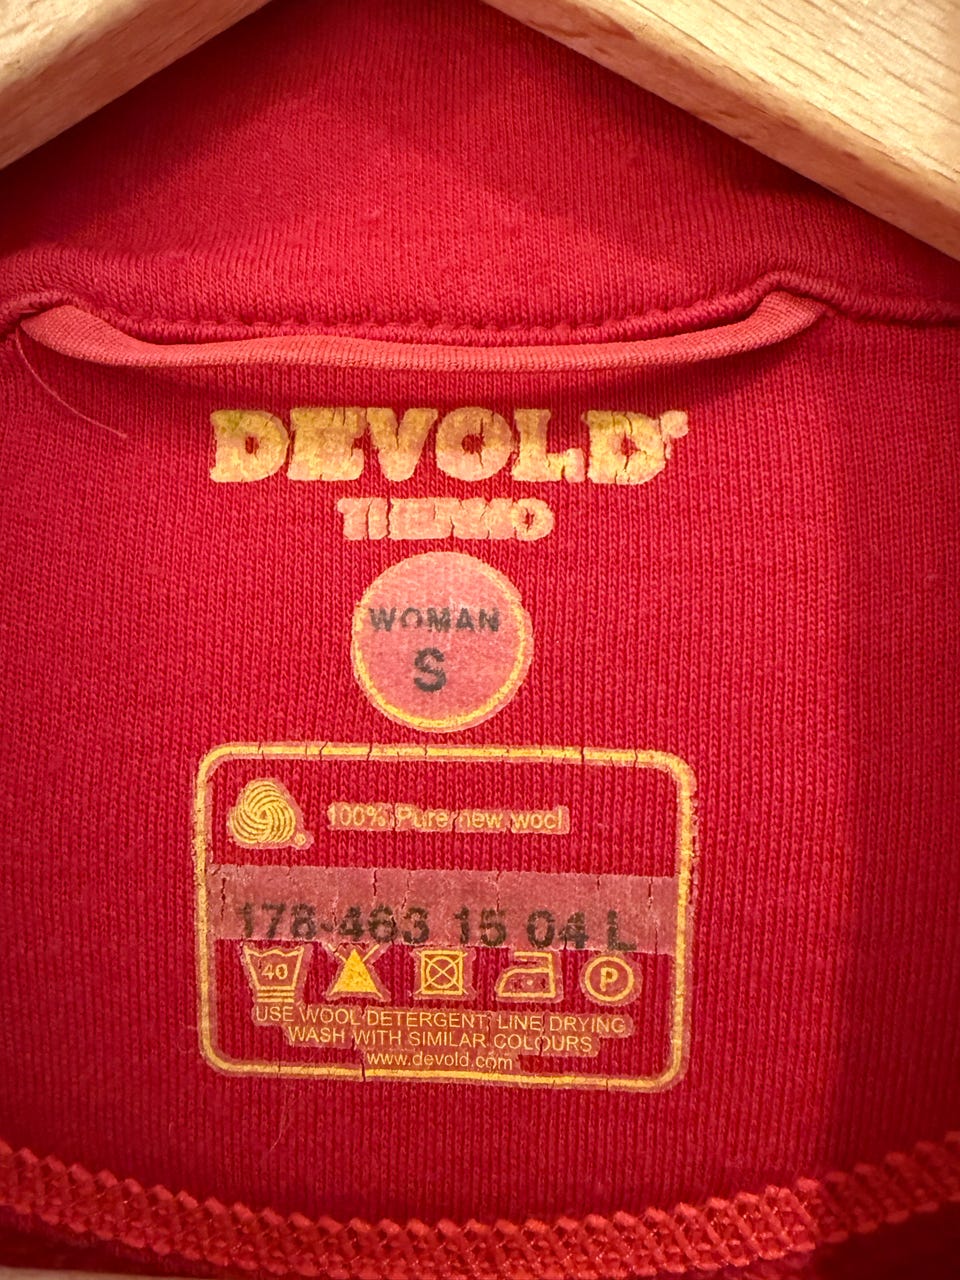 DEVOLD®
THERMO
WOMAN
S
100% Pure new wool
178-463 15 04 L
40
P
USE WOOL DETERGENT, LINE DRYING
WASH WITH SIMILAR COLOURS
www.devold.com